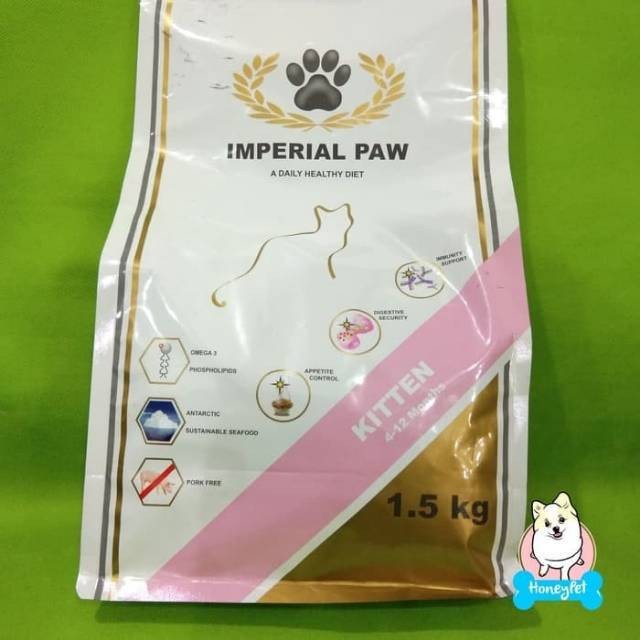 IMPERIAL PAW
A DAILY HEALTHY DIET
IMMUNITY
SUPPORT
DIGESTIVE
SECURITY
APPETITE
CONTROL
OMEGA 3
PHOSPHOLIPIDS
ANTARCTIC
SUSTAINABLE SEAFOOD
PORK FREE
KITTEN
4-12 Months
1.5 kg
HoneyPet